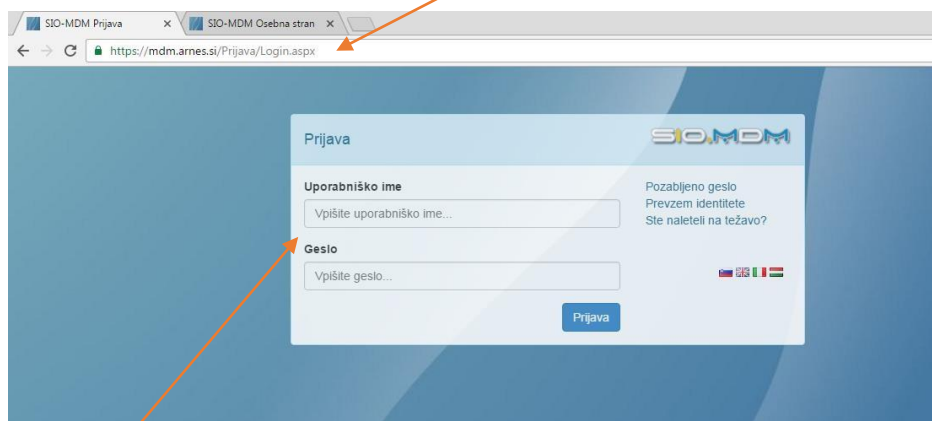 SIO-MDM Prijava
SIO-MDM Osebna stran
https://mdm.arnes.si/Prijava/Login.aspx
Prijava
SIO.MDM
Uporabniško ime
Vpišite uporabniško ime...
Pozabljeno geslo
Prevzem identitete
Ste naleteli na težavo?
Geslo
Vpišite geslo...
Prijava